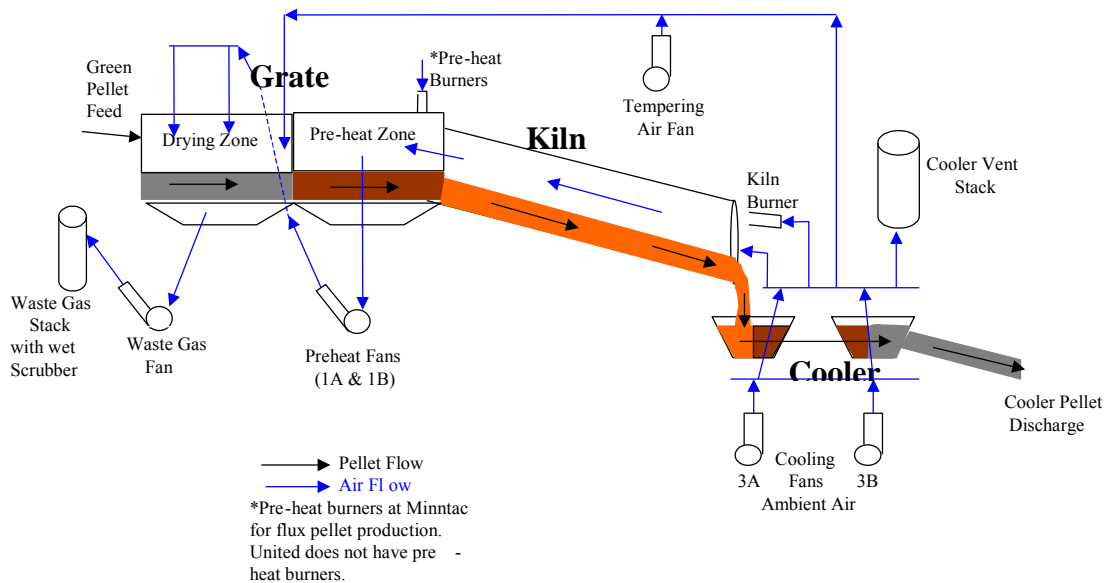 *Pre-heat
Burners
Green
Pellet
Feed
Grate
Drying Zone
Pre-heat Zone
Kiln
Tempering
Air Fan
Kiln
Burner
Cooler Vent
Stack
Waste Gas
Stack
with wet
Scrubber
Waste Gas
Fan
Preheat Fans
(1A & 1B)
Cooler
Cooler Pellet
Discharge
3A
Cooling
Fans
Ambient Air
3B
Pellet Flow
Air Fl ow
*Pre-heat burners at Minntac
for flux pellet production.
United does not have pre -
heat burners.